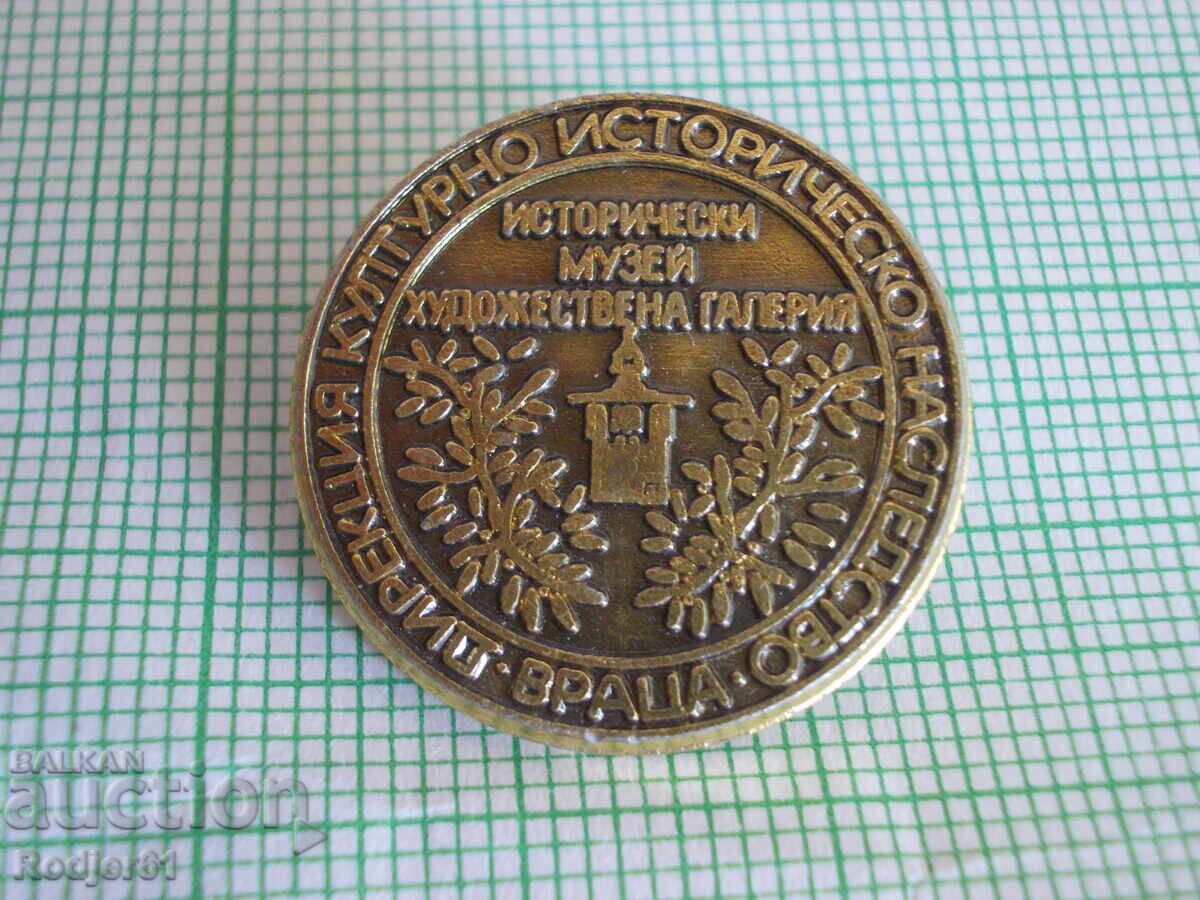 ДИРЕКЦИЯ КУЛТУРНО ИСТОРИЧЕСКО НАСЛЕДСТВО
· ВРАЦА ·
ИСТОРИЧЕСКИ
МУЗЕЙ
ХУДОЖЕСТВЕНА ГАЛЕРИЯ
BALKAN
auction
Rodjer61